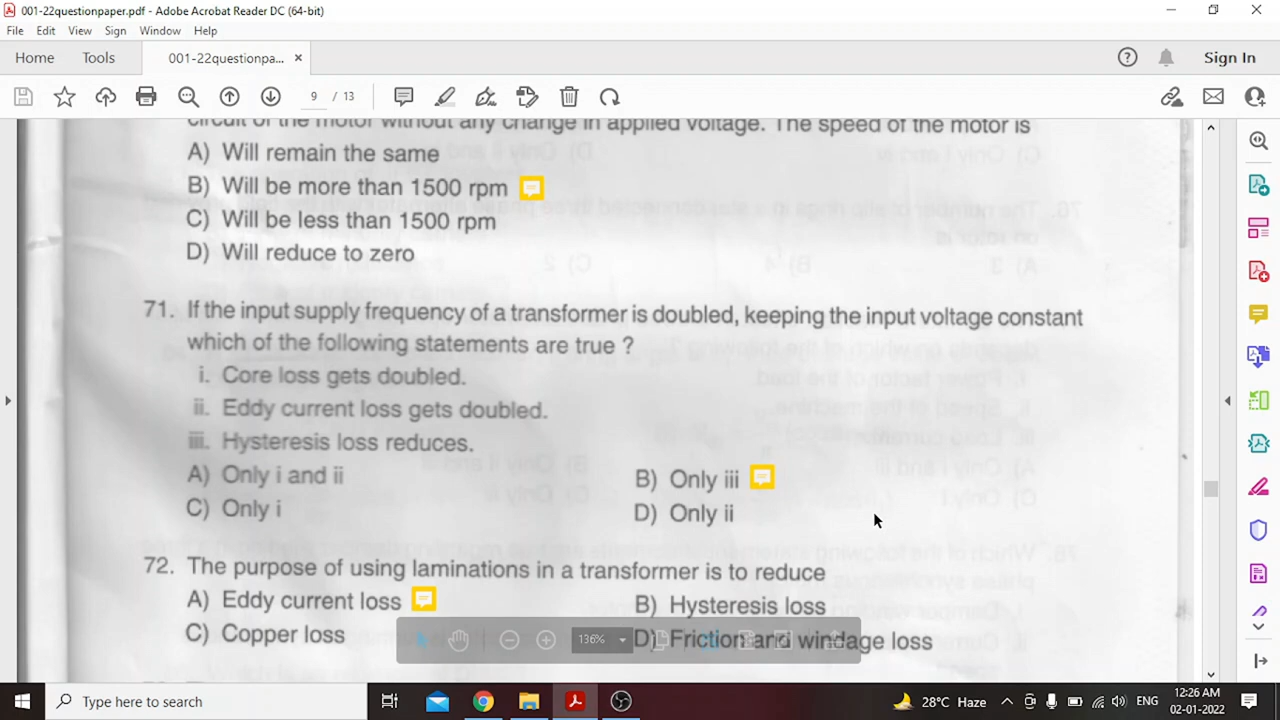 001-22questionpaper.pdf - Adobe Acrobat Reader DC (64-bit)
File Edit View Sign Window Help
Home Tools 001-22questionpa... × Sign In
9 / 13
circuit of the motor without any change in applied voltage. The speed of the motor is
A) Will remain the same
B) Will be more than 1500 rpm
C) Will be less than 1500 rpm
D) Will reduce to zero
71. If the input supply frequency of a transformer is doubled, keeping the input voltage constant
which of the following statements are true ?
i. Core loss gets doubled.
ii. Eddy current loss gets doubled.
iii. Hysteresis loss reduces.
A) Only i and ii B) Only iii
C) Only i D) Only ii
72. The purpose of using laminations in a transformer is to reduce
A) Eddy current loss B) Hysteresis loss
C) Copper loss D) Friction and windage loss
136%
Type here to search 28°C Haze ENG 12:26 AM
02-01-2022